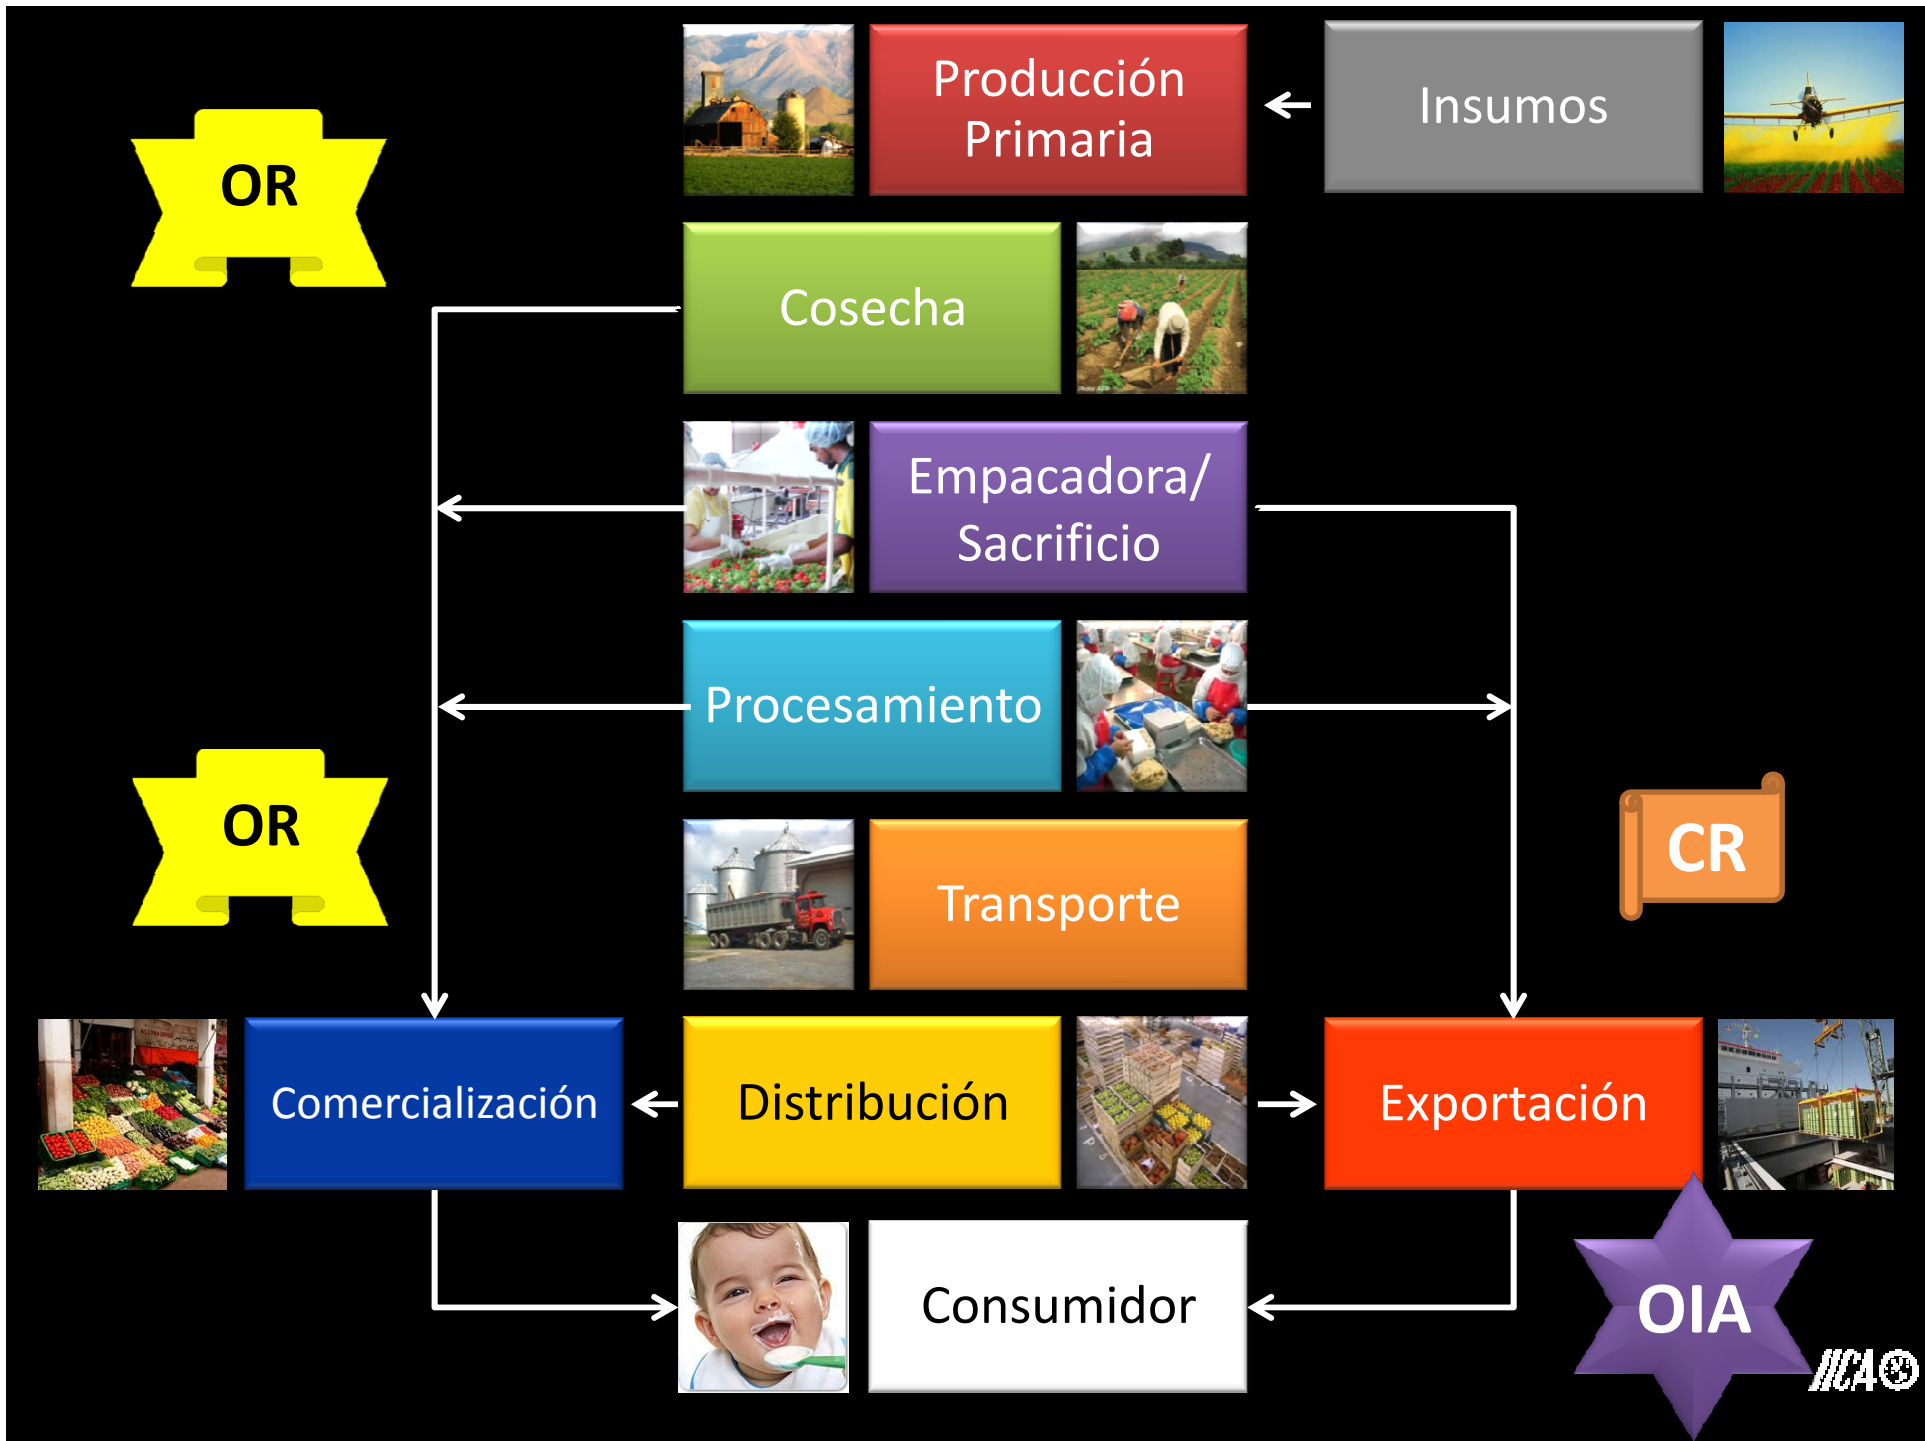 Producción
Primaria
Insumos
OR
Cosecha
Empacadora/
Sacrificio
Procesamiento
OR
CR
Transporte
Comercialización
Distribución
Exportación
Consumidor
OIA
IICA